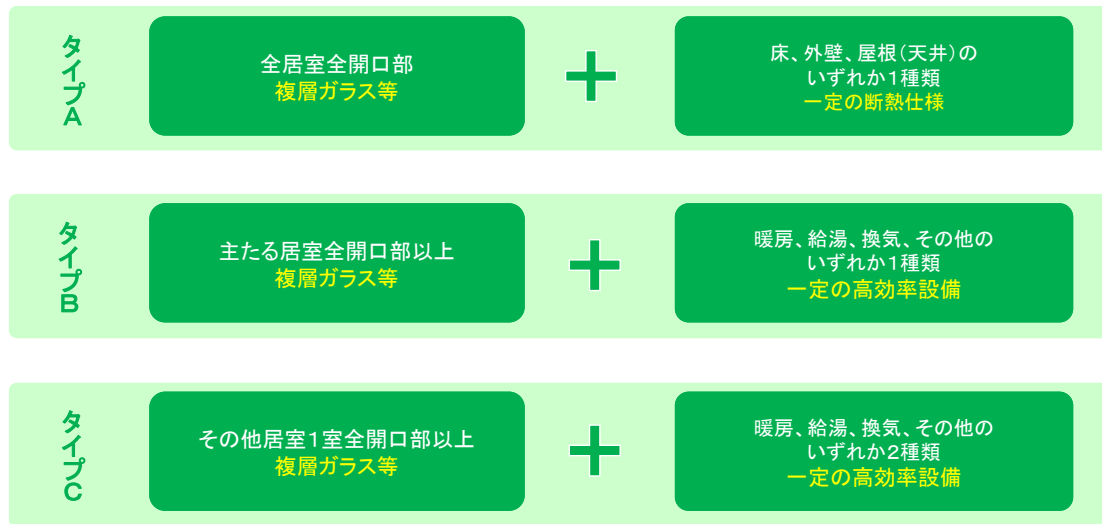 タイプA
全居室全開口部
複層ガラス等
+
床、外壁、屋根(天井)の
いずれか1種類
一定の断熱仕様
タイプB
主たる居室全開口部以上
複層ガラス等
+
暖房、給湯、換気、その他の
いずれか1種類
一定の高効率設備
タイプC
その他居室1室全開口部以上
複層ガラス等
+
暖房、給湯、換気、その他の
いずれか2種類
一定の高効率設備